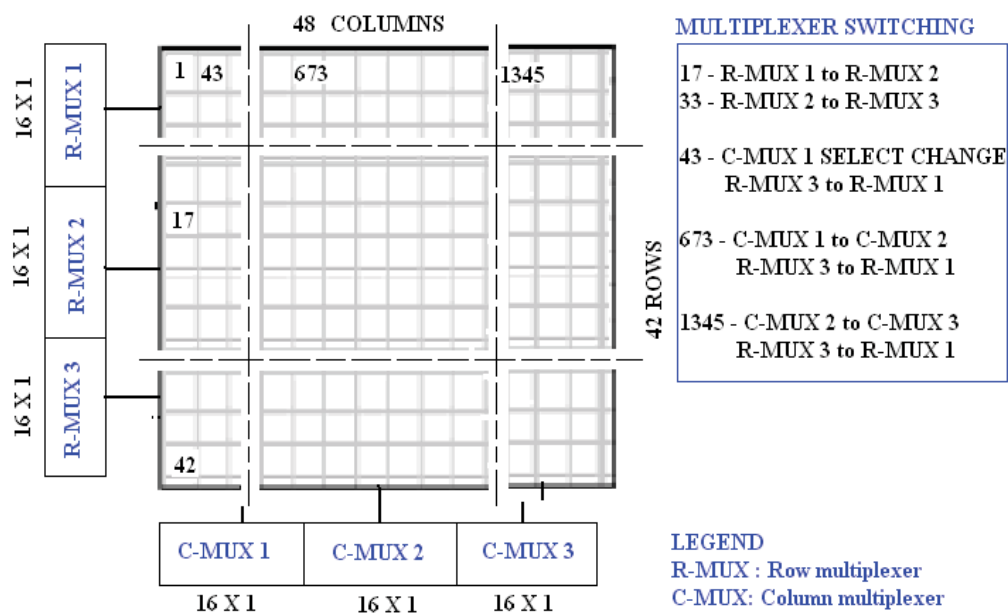 48 COLUMNS
MULTIPLEXER SWITCHING
1 43 673 1345
16 X 1
R-MUX 1
17 - R-MUX 1 to R-MUX 2
33 - R-MUX 2 to R-MUX 3
43 - C-MUX 1 SELECT CHANGE
R-MUX 3 to R-MUX 1
17
16 X 1
R-MUX 2
673 - C-MUX 1 to C-MUX 2
R-MUX 3 to R-MUX 1
42 ROWS
1345 - C-MUX 2 to C-MUX 3
R-MUX 3 to R-MUX 1
16 X 1
R-MUX 3
42
C-MUX 1 C-MUX 2 C-MUX 3
16 X 1 16 X 1 16 X 1
LEGEND
R-MUX : Row multiplexer
C-MUX: Column multiplexer